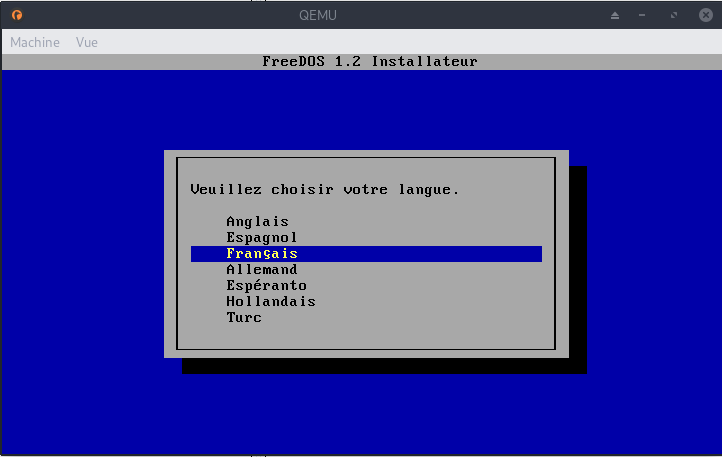 QEMU
Machine Vue
FreeDOS 1.2 Installateur
Veuillez choisir votre langue.
Anglais
Espagnol
Français
Allemand
Espéranto
Hollandais
Turc